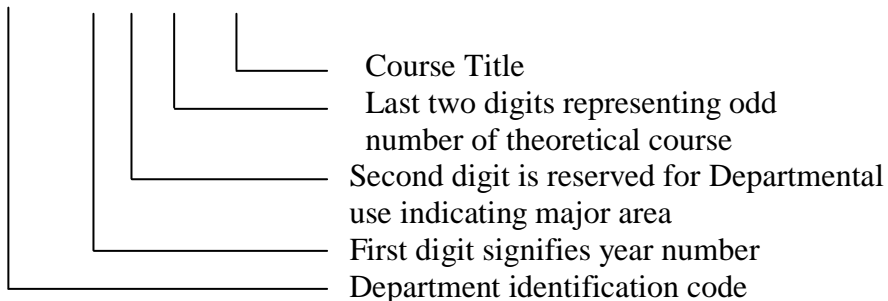 Course Title
Last two digits representing odd
number of theoretical course
Second digit is reserved for Departmental
use indicating major area
First digit signifies year number
Department identification code